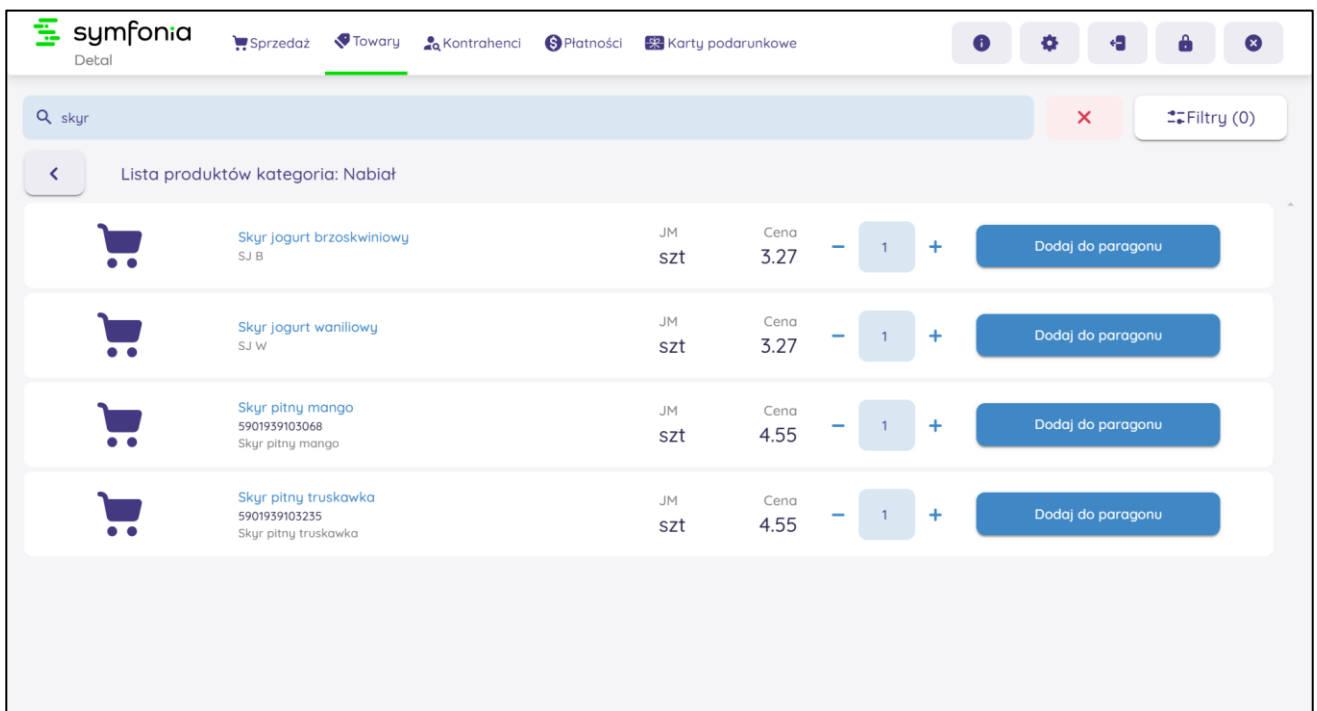 symfonia
Detal
Sprzedaż Towary Kontrahenci Płatności Karty podarunkowe
skyr
Filtry (0)
Lista produktów kategoria: Nabiał
Skyr jogurt brzoskwiniowy
SJ B
JM
szt
Cena
3.27
1
Dodaj do paragonu
Skyr jogurt waniliowy
SJ W
JM
szt
Cena
3.27
1
Dodaj do paragonu
Skyr pitny mango
5901939103068
Skyr pitny mango
JM
szt
Cena
4.55
1
Dodaj do paragonu
Skyr pitny truskawka
5901939103235
Skyr pitny truskawka
JM
szt
Cena
4.55
1
Dodaj do paragonu